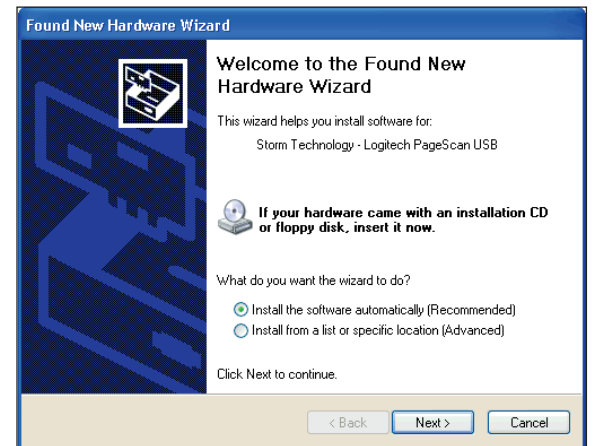 Found New Hardware Wizard
Welcome to the Found New
Hardware Wizard
This wizard helps you install software for:
Storm Technology - Logitech PageScan USB
If your hardware came with an installation CD
or floppy disk, insert it now.
What do you want the wizard to do?
Install the software automatically (Recommended)
Install from a list or specific location (Advanced)
Click Next to continue.
< Back Next > Cancel